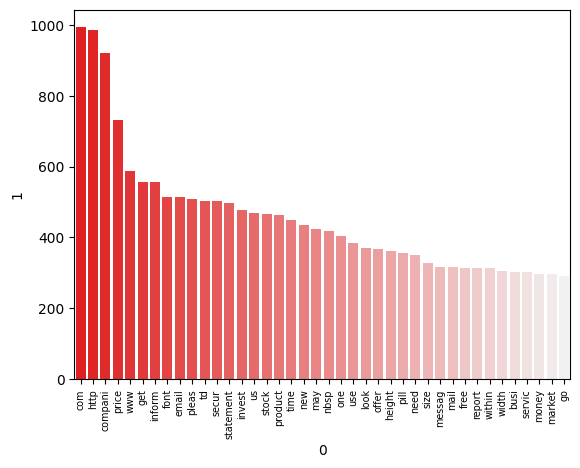 1000
800
600
400
200
0
1
com
http
compani
price
www
get
inform
font
email
pleas
td
secur
statement
invest
us
stock
product
time
new
may
nbsp
one
use
look
offer
height
pill
need
size
messag
mail
free
report
within
width
busi
servic
money
market
go
0